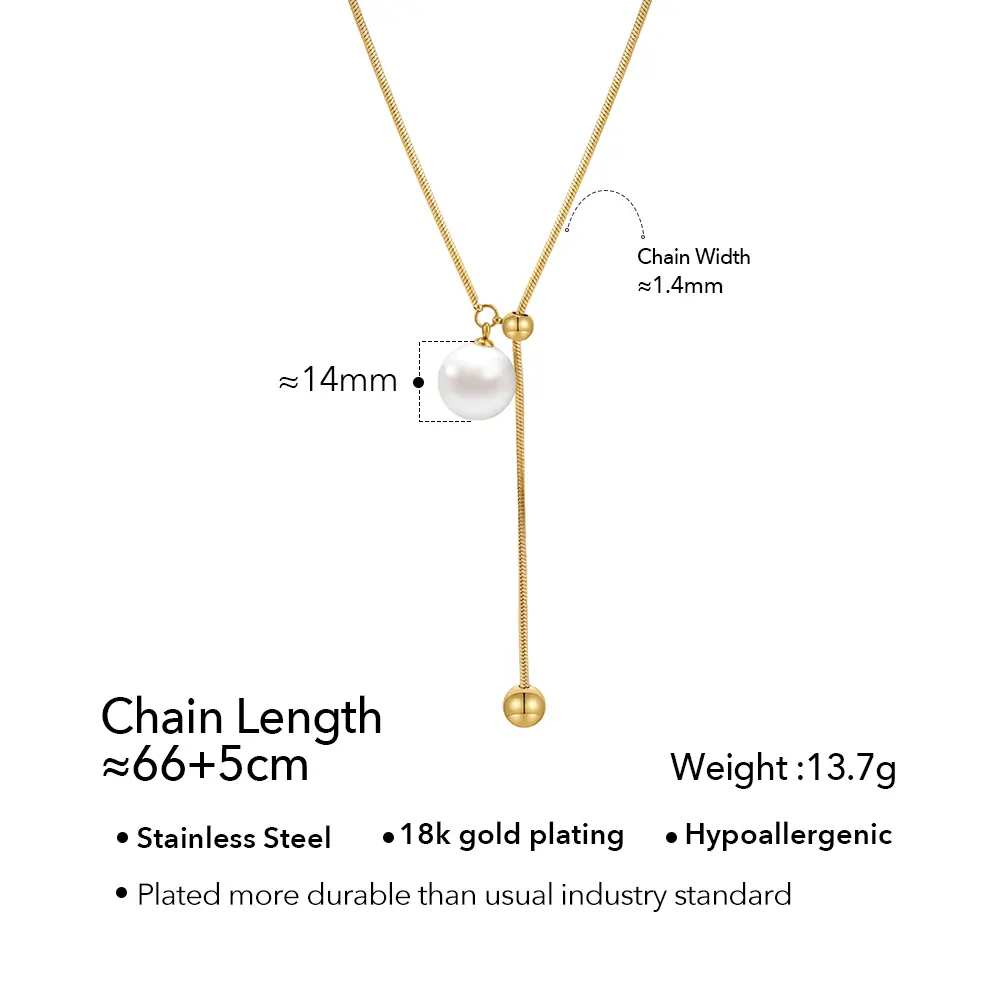 Chain Width
≈1.4mm
≈14mm
Chain Length
≈66+5cm
Weight :13.7g
• Stainless Steel • 18k gold plating • Hypoallergenic
• Plated more durable than usual industry standard